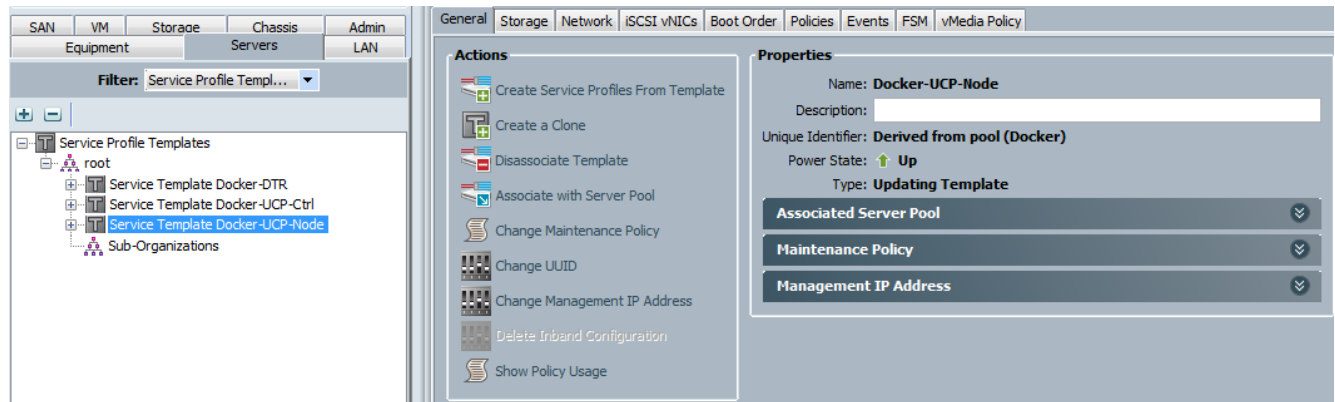 SAN VM Storage Chassis Admin
Equipment Servers LAN
Filter: Service Profile Templ...
Service Profile Templates
root
Service Template Docker-DTR
Service Template Docker-UCP-Ctrl
Service Template Docker-UCP-Node
Sub-Organizations
General Storage Network iSCSI vNICs Boot Order Policies Events FSM vMedia Policy
Actions
Create Service Profiles From Template
Create a Clone
Disassociate Template
Associate with Server Pool
Change Maintenance Policy
Change UUID
Change Management IP Address
Delete Inband Configuration
Show Policy Usage
Properties
Name: Docker-UCP-Node
Description:
Unique Identifier: Derived from pool (Docker)
Power State: Up
Type: Updating Template
Associated Server Pool
Maintenance Policy
Management IP Address